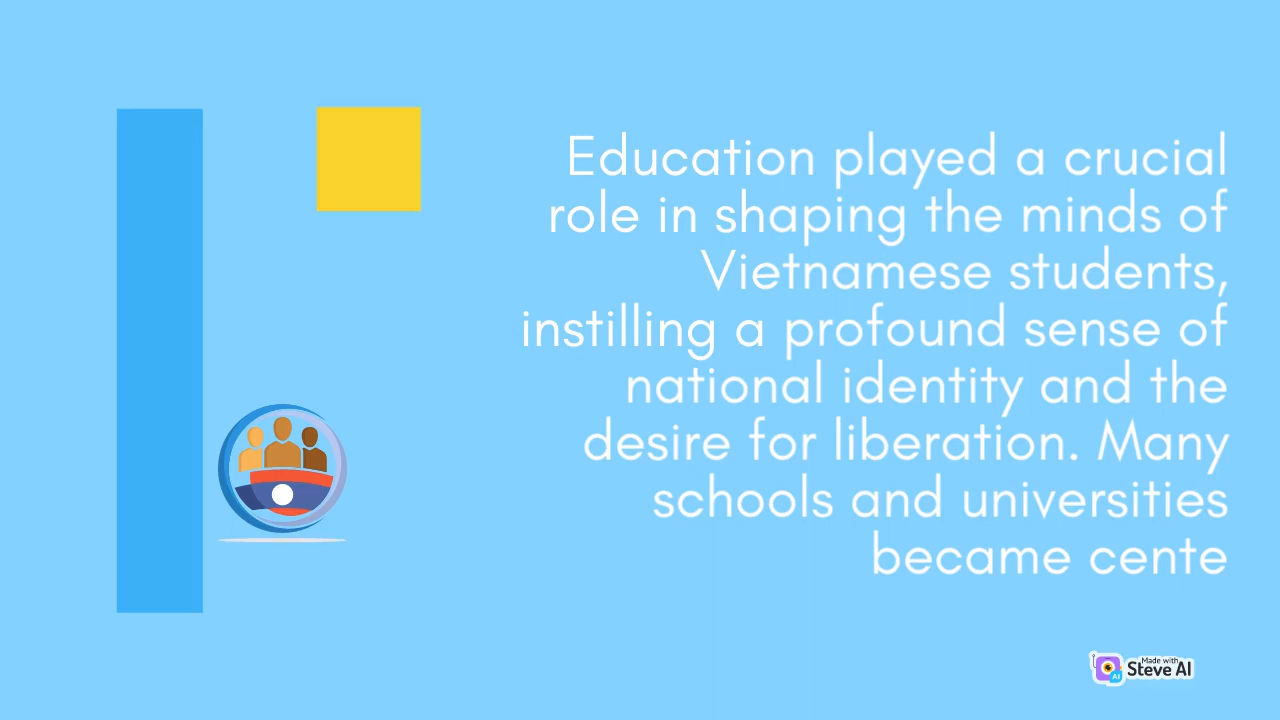 Education played a crucial
role in shaping the minds of
Vietnamese students,
instilling a profound sense of
national identity and the
desire for liberation. Many
schools and universities
became cente
Made with
Steve AI
AI